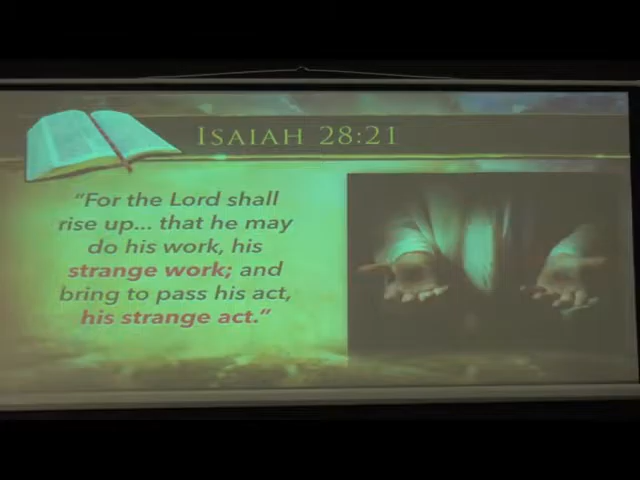 ISAIAH 28:21
"For the Lord shall
rise up... that he may
do his work, his
strange work; and
bring to pass his act,
his strange act."